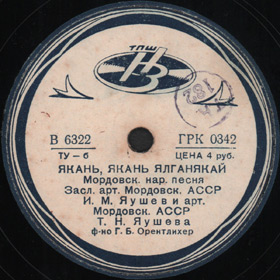 ТПШ
НЗ
В 6322 ГРК 0342
ТУ–б ЦЕНА 4 руб.
ЯКАНЬ, ЯКАНЬ ЯЛГАНЯКАЙ
Мордовск. нар. песня
Засл. арт. Мордовск. АССР
И. М. Яушев и арт.
Мордовск. АССР
Т. Н. Яушева
ф-но Г. Б. Орентлихер